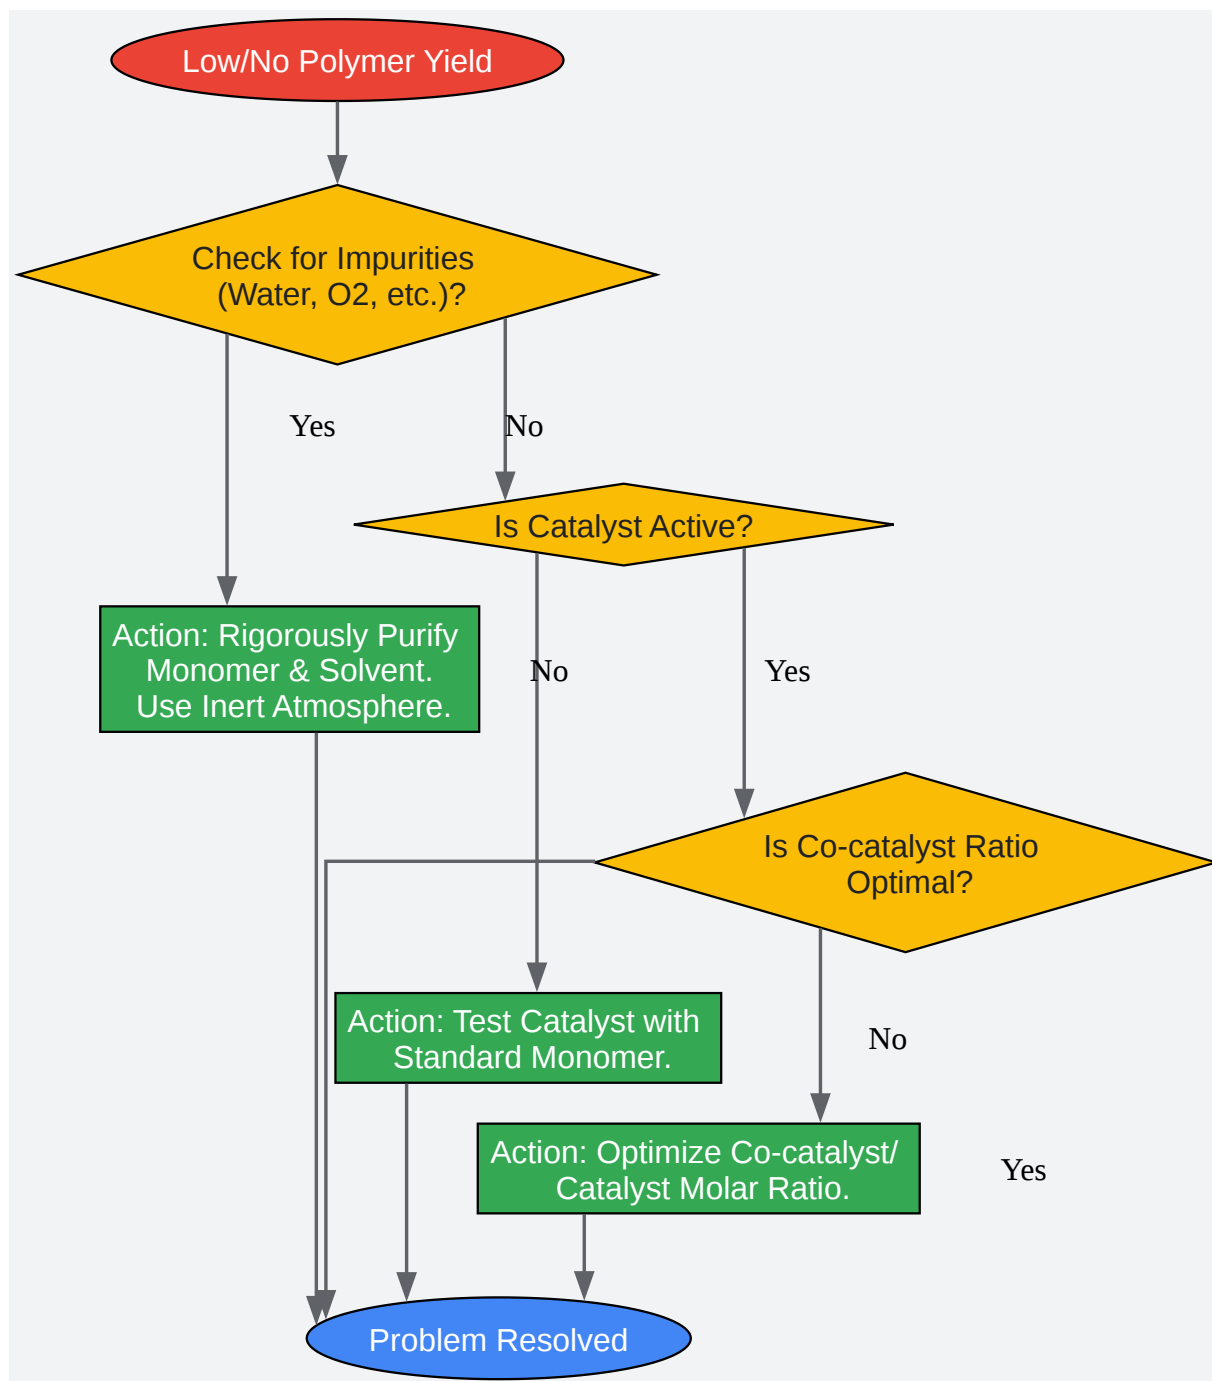 Low/No Polymer Yield
Check for Impurities
(Water, O2, etc.)?
Yes
No
Is Catalyst Active?
Action: Rigorously Purify
Monomer & Solvent.
Use Inert Atmosphere.
No
Yes
Is Co-catalyst Ratio
Optimal?
Action: Test Catalyst with
Standard Monomer.
No
Action: Optimize Co-catalyst/
Catalyst Molar Ratio.
Yes
Problem Resolved